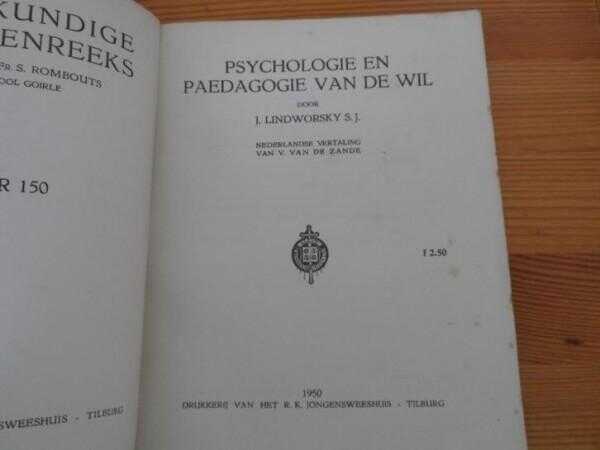 KUNDIGE
ENREEKS
FR S. ROMBOUTS
OOL GOIRLE
R 150
SWEESHUIS - TILBURG
PSYCHOLOGIE EN
PAEDAGOGIE VAN DE WIL
DOOR
J. LINDWORSKY S. J.
NEDERLANDSE VERTALING
VAN V. VAN DE ZANDE
f 2.50
1950
DRUKKERIJ VAN HET R. K. JONGENSWEESHUIS - TILBURG